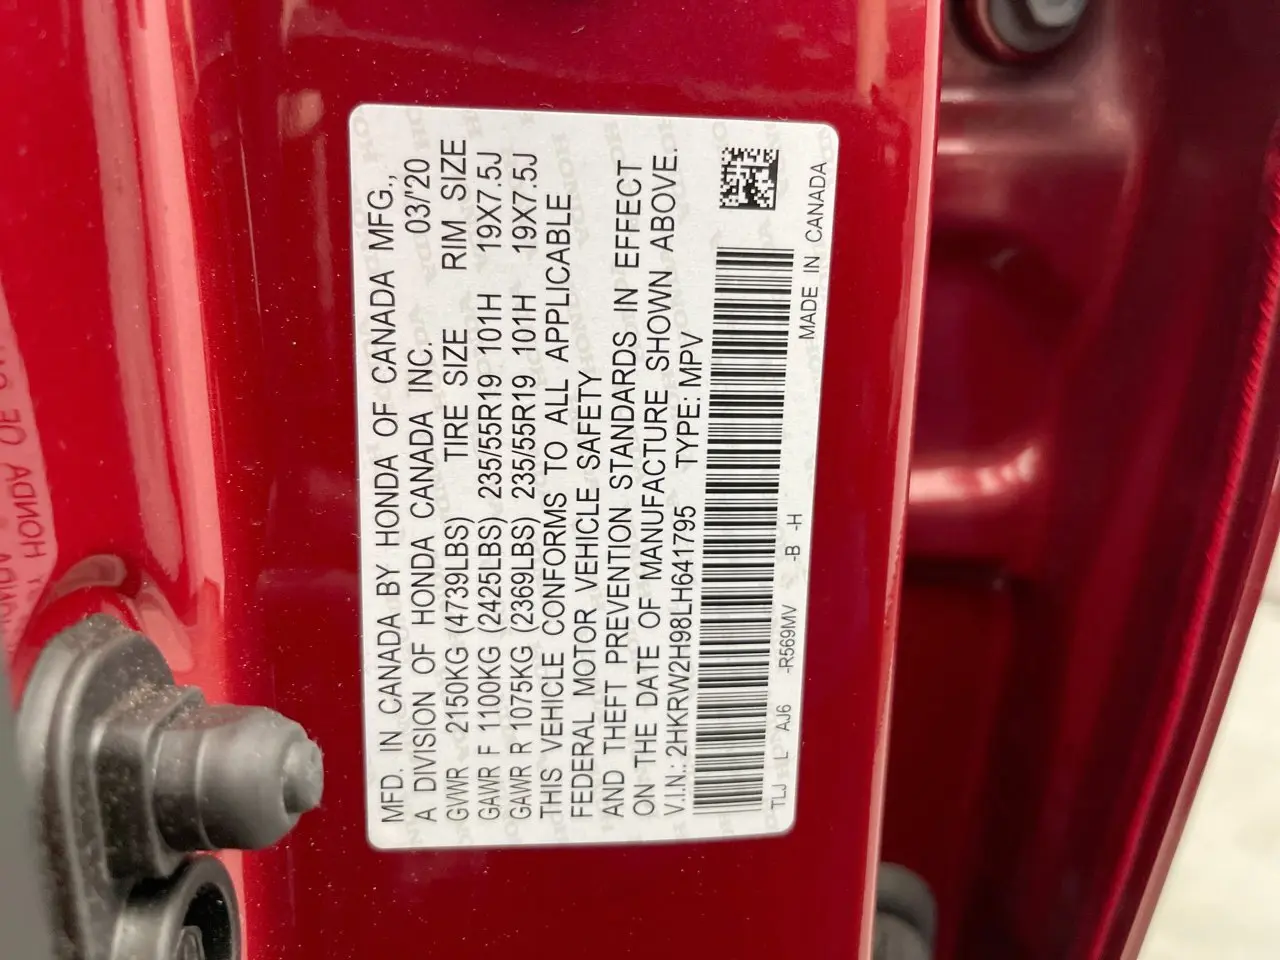 MFD. IN CANADA BY HONDA OF CANADA MFG.,
A DIVISION OF HONDA CANADA INC. 03/'20
GVWR 2150KG (4739LBS) TIRE SIZE RIM SIZE
GAWR F 1100KG (2425LBS) 235/55R19 101H 19X7.5J
GAWR R 1075KG (2369LBS) 235/55R19 101H 19X7.5J
THIS VEHICLE CONFORMS TO ALL APPLICABLE
FEDERAL MOTOR VEHICLE SAFETY
AND THEFT PREVENTION STANDARDS IN EFFECT
ON THE DATE OF MANUFACTURE SHOWN ABOVE.
V.I.N.: 2HKRW2H98LH641795 TYPE: MPV
TLJ L AJ6 -R569MV -B -H MADE IN CANADA